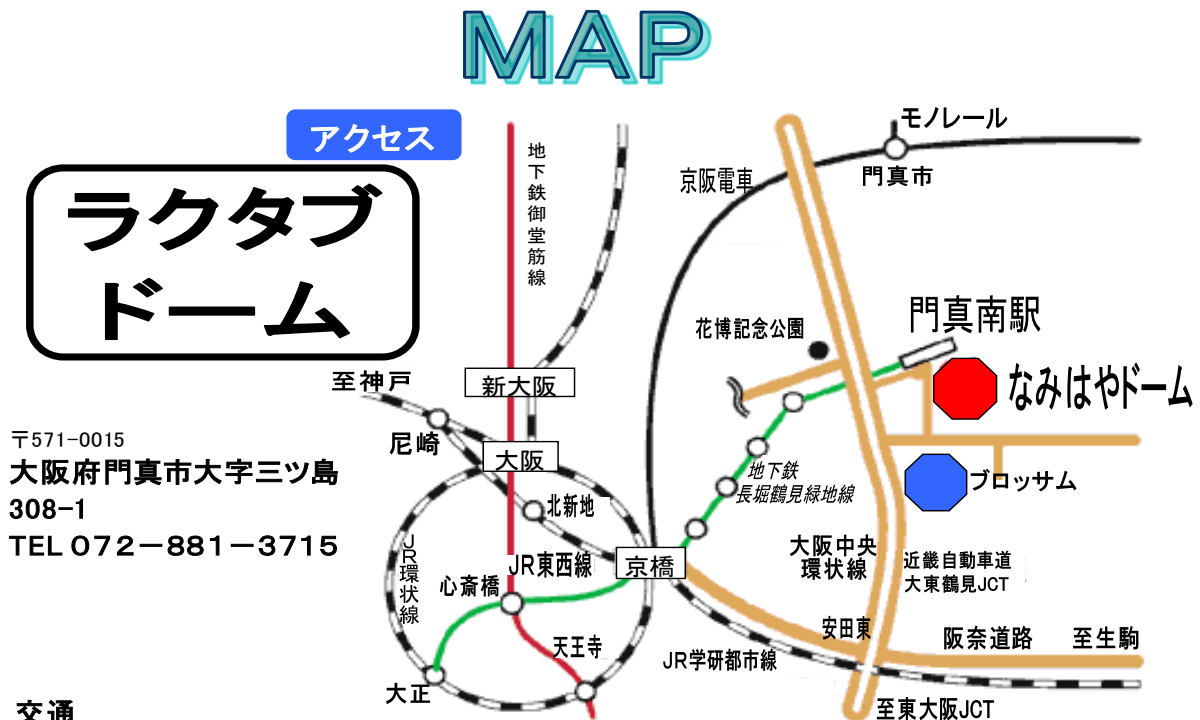 MAP
アクセス
ラクタブ
ドーム
〒571-0015
大阪府門真市大字三ツ島
308-1
TEL 072-881-3715
交通
地下鉄御堂筋線
モノレール
京阪電車
門真市
花博記念公園
門真南駅
なみはやドーム
至神戸
新大阪
尼崎
大阪
地下鉄
長堀鶴見緑地線
ブロッサム
北新地
JR環状線
JR東西線
京橋
大阪中央
環状線
近畿自動車道
大東鶴見JCT
心斎橋
安田東
阪奈道路
至生駒
天王寺
JR学研都市線
大正
至東大阪JCT